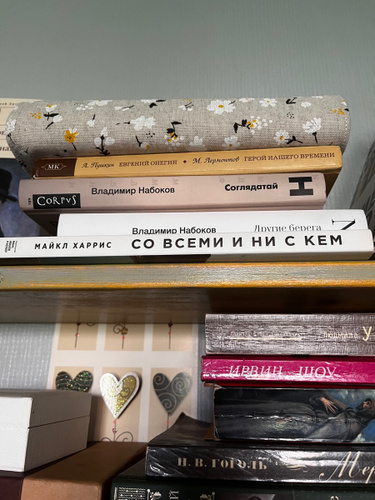 МК А. Пушкин ЕВГЕНИЙ ОНЕГИН • М. Лермонтов ГЕРОЙ НАШЕГО ВРЕМЕНИ
CORPUS Владимир Набоков Соглядатай Н
Владимир Набоков Другие берега
МАЙКЛ ХАРРИС СО ВСЕМИ И НИ С КЕМ
ИРВИН ШОУ
Н. В. ГОГОЛЬ